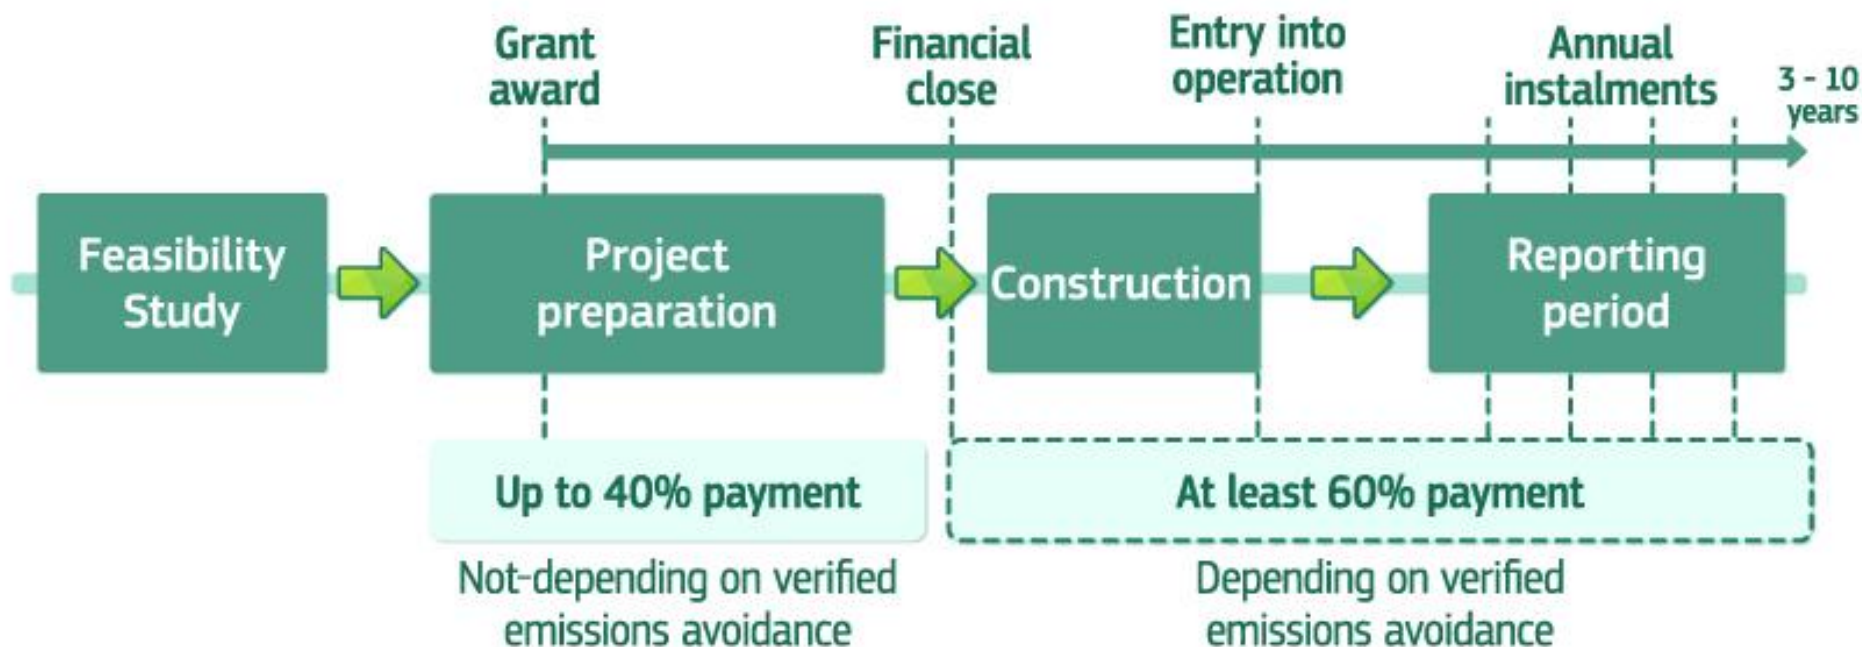 Grant
award
Financial
close
Entry into
operation
Annual
instalments
3 - 10
years
Feasibility
Study
Project
preparation
Construction
Reporting
period
Up to 40% payment
At least 60% payment
Not-depending on verified
emissions avoidance
Depending on verified
emissions avoidance